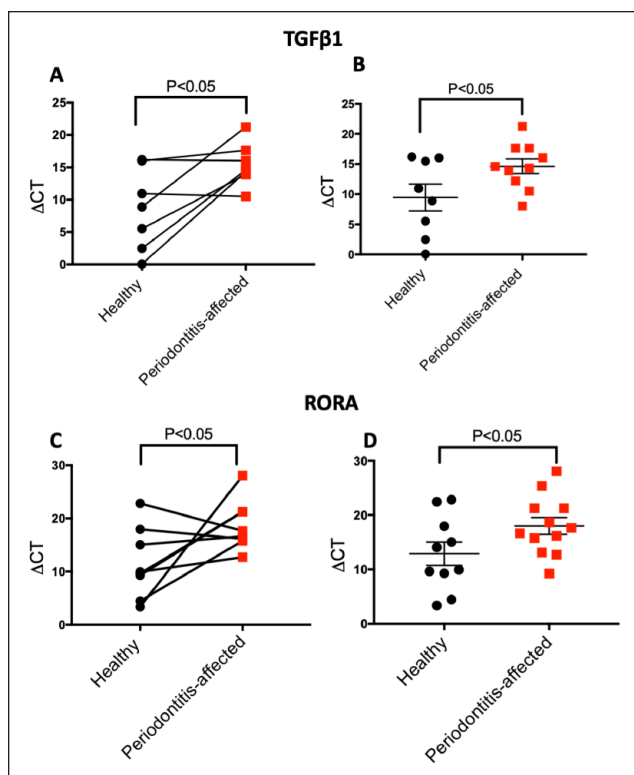 TGFβ1
A
P<0.05
25
20
15
10
5
0
ΔCT
Healthy
Periodontitis-affected
B
P<0.05
25
20
15
10
5
0
ΔCT
Healthy
Periodontitis-affected
RORA
C
P<0.05
30
20
10
0
ΔCT
Healthy
Periodontitis-affected
D
P<0.05
30
20
10
0
ΔCT
Healthy
Periodontitis-affected